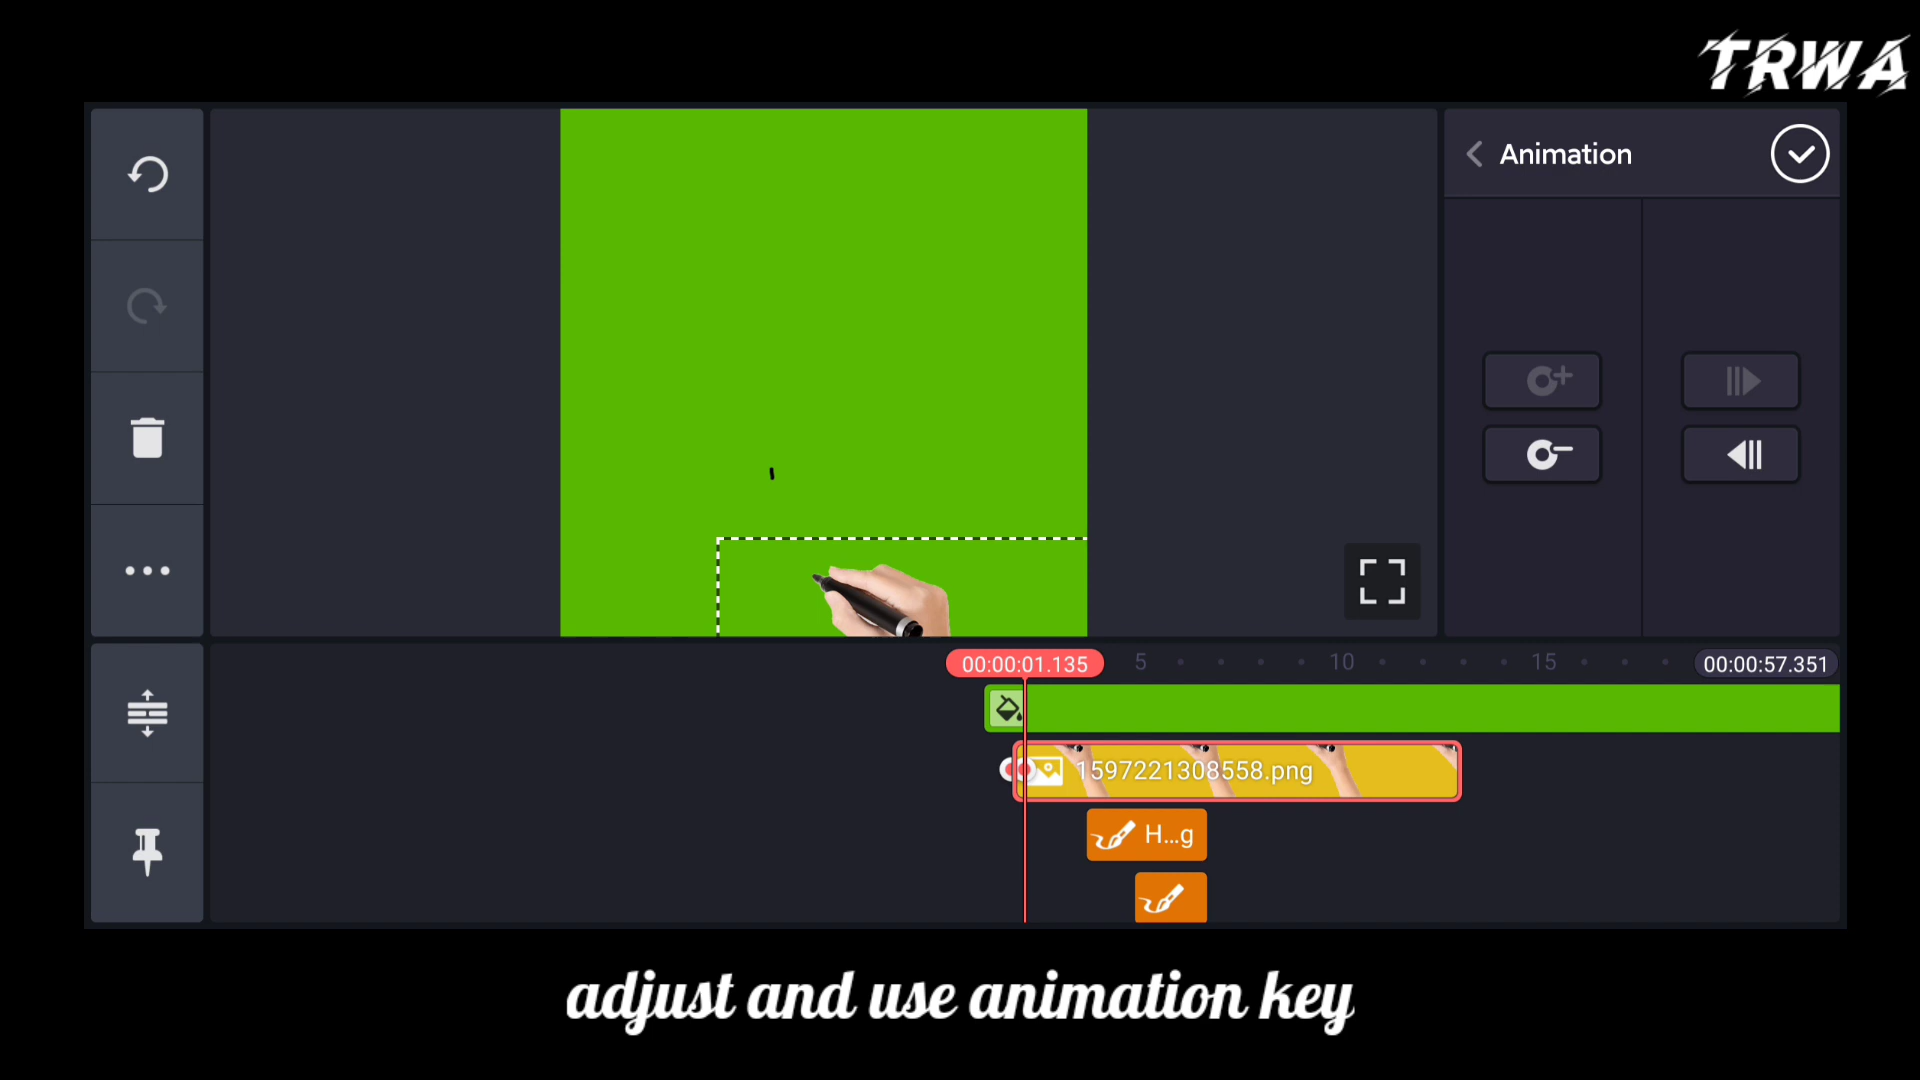 TRWA
Animation
00:00:01.135
5
10
15
00:00:57.351
1597221308558.png
H...g
adjust and use animation key